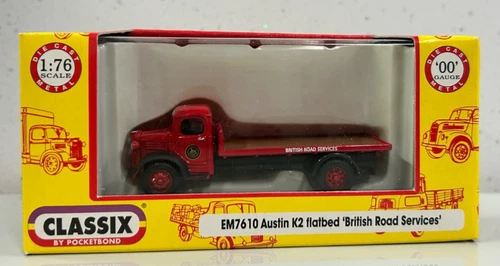 DIE CAST
1:76
SCALE
METAL
DIE CAST
'00'
GAUGE
METAL
BRITISH ROAD SERVICES
CLASSIX
BY POCKETBOND
EM7610 Austin K2 flatbed 'British Road Services'